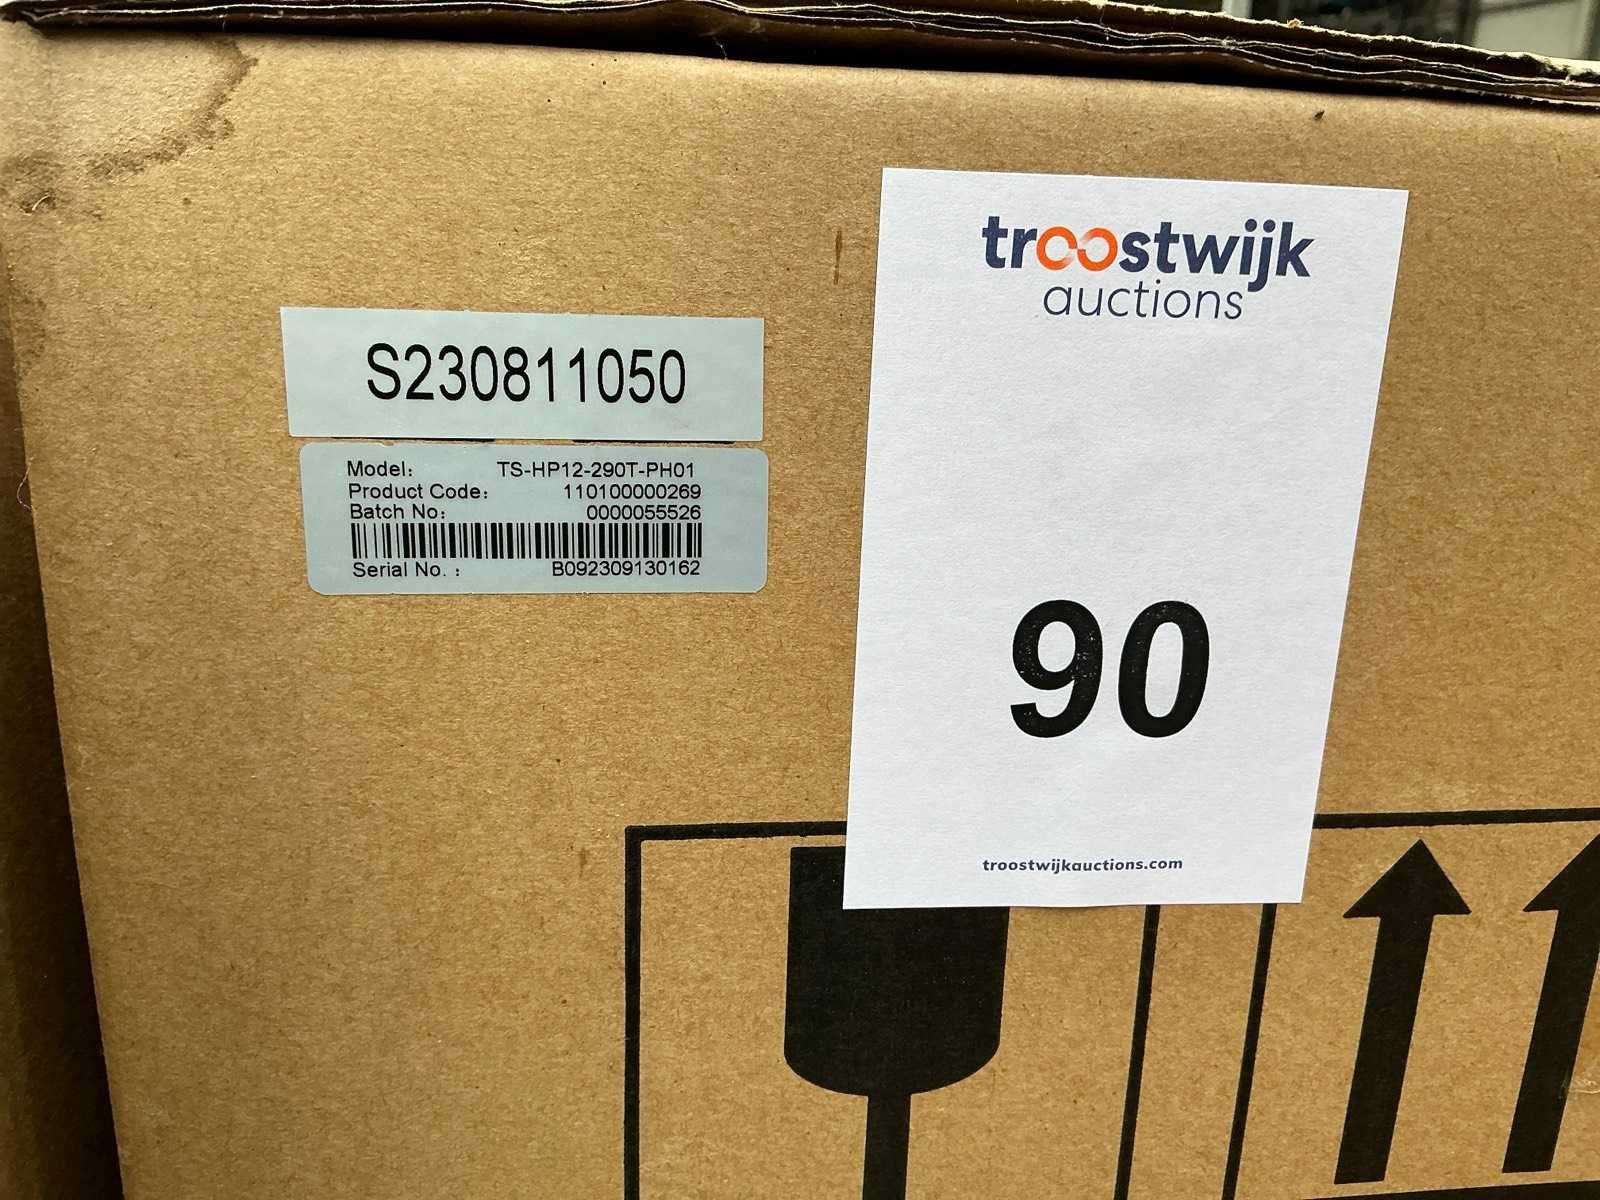 troostwijk
auctions
S230811050
Model: TS-HP12-290T-PH01
Product Code: 110100000269
Batch No: 0000055526
Serial No. : B092309130162
90
troostwijkauctions.com